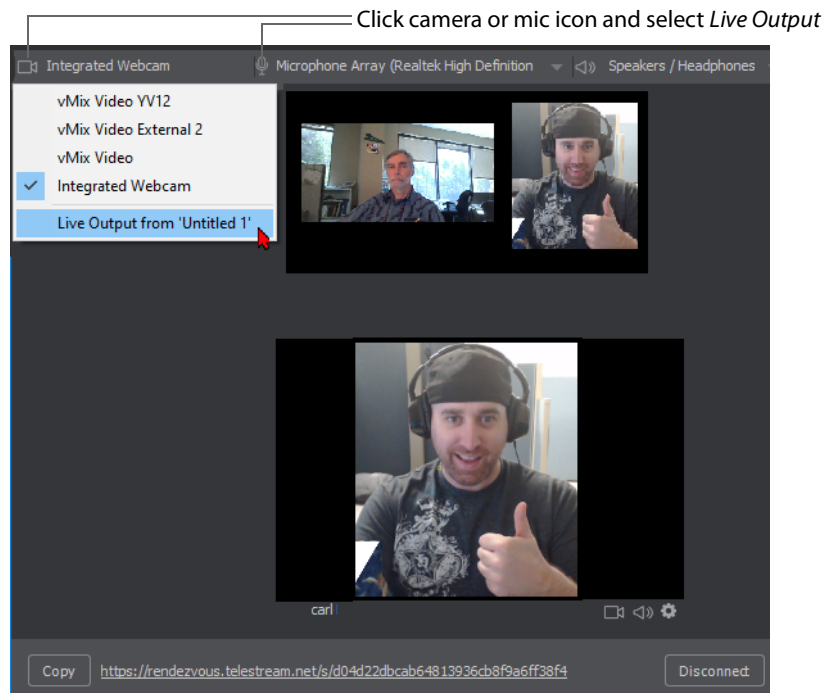 Click camera or mic icon and select Live Output
Integrated Webcam
Microphone Array (Realtek High Definition
Speakers / Headphones
vMix Video YV12
vMix Video External 2
vMix Video
Integrated Webcam
Live Output from 'Untitled 1'
carl
Copy
https://rendezvous.telestream.net/s/d04d22dbcab64813936cb8f9a6ff38f4
Disconnect